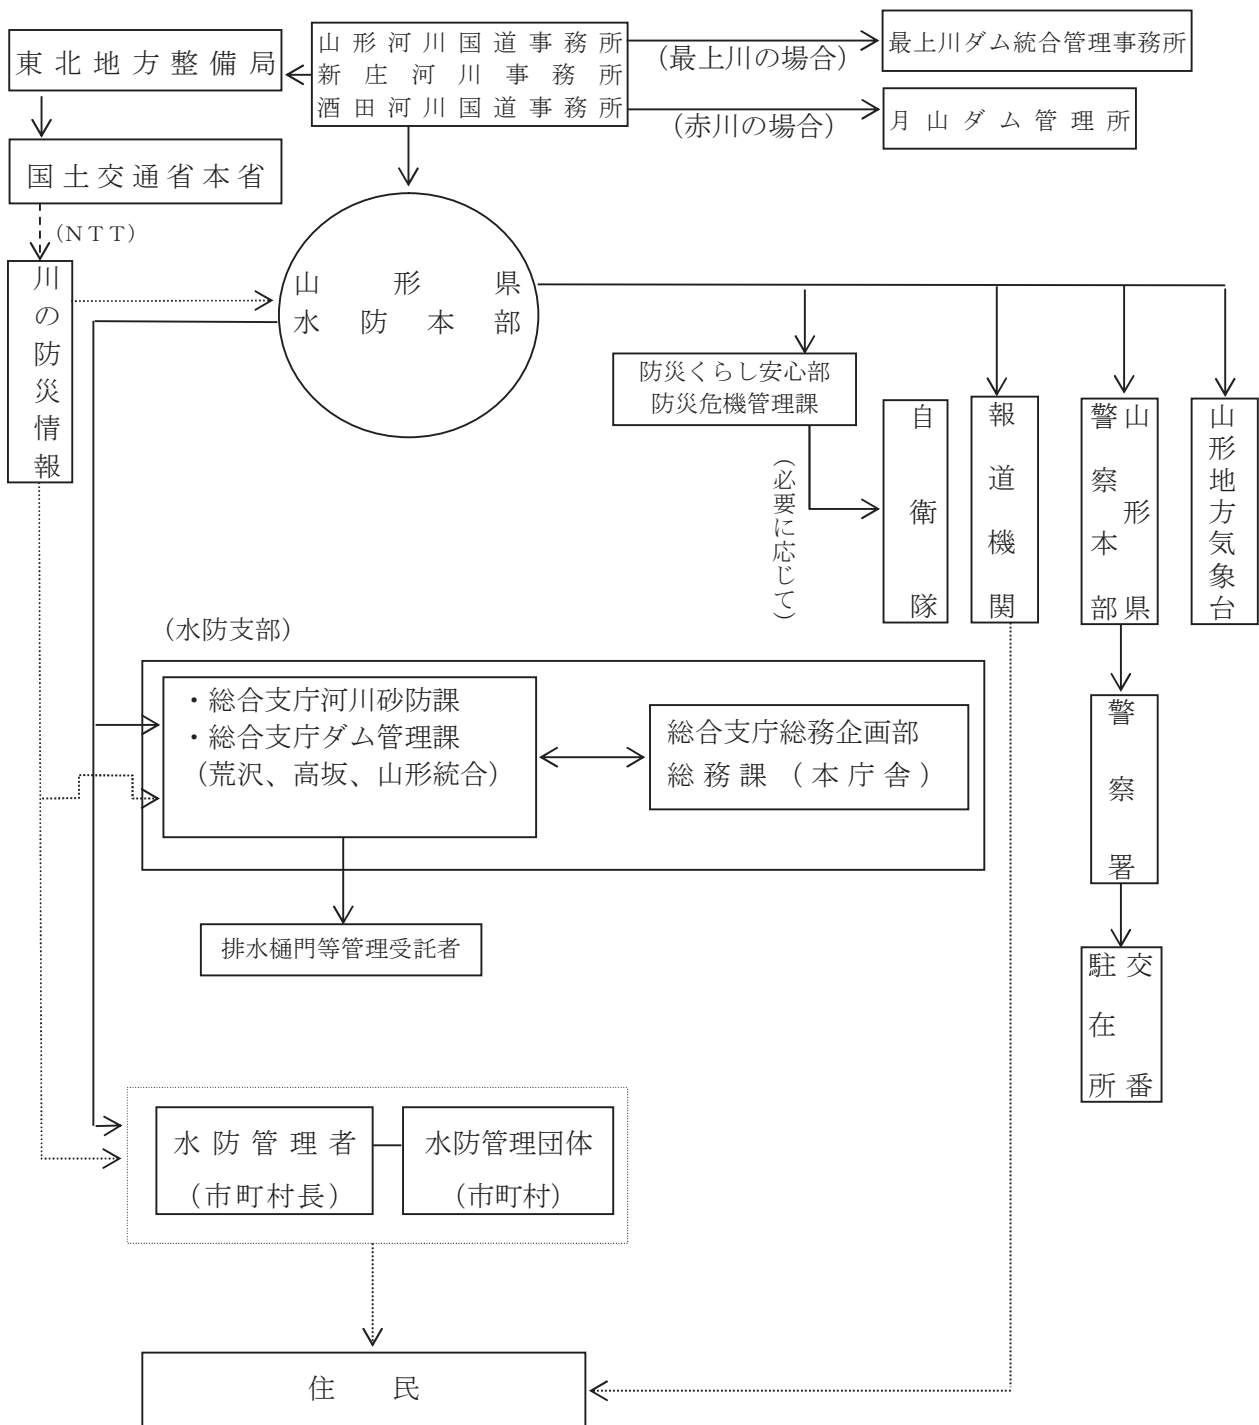 山形河川国道事務所
新庄河川事務所
酒田河川国道事務所
東北地方整備局
(最上川の場合)
最上川ダム統合管理事務所
(赤川の場合)
月山ダム管理所
国土交通省本省
(NTT)
川の防災情報
山形県
水防本部
防災くらし安心部
防災危機管理課
(必要に応じて)
自衛隊
報道機関
山形県
警察本部
山形地方気象台
(水防支部)
・総合支庁河川砂防課
・総合支庁ダム管理課
(荒沢、高坂、山形統合)
総合支庁総務企画部
総務課(本庁舎)
警察署
排水樋門等管理受託者
交番
駐在所
水防管理者
(市町村長)
水防管理団体
(市町村)
住民